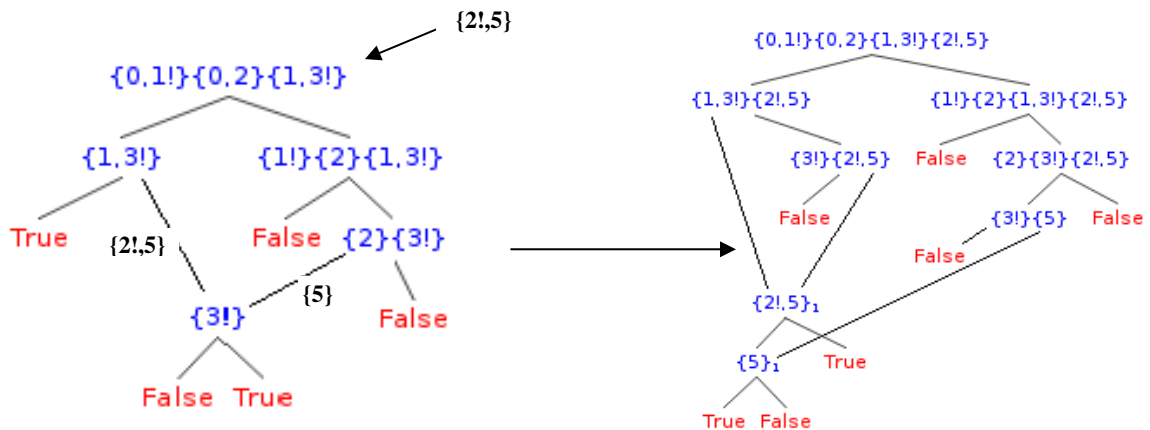 {2!,5}
{0,1!}{0,2}{1,3!}
{1,3!} {1!}{2}{1,3!}
True {2!,5} False {2}{3!}
{5}
{3!} False
False True
{0,1!}{0,2}{1,3!}{2!,5}
{1,3!}{2!,5} {1!}{2}{1,3!}{2!,5}
{3!}{2!,5} False {2}{3!}{2!,5}
False {3!}{5} False
False
{2!,5}₁
{5}₁ True
True False